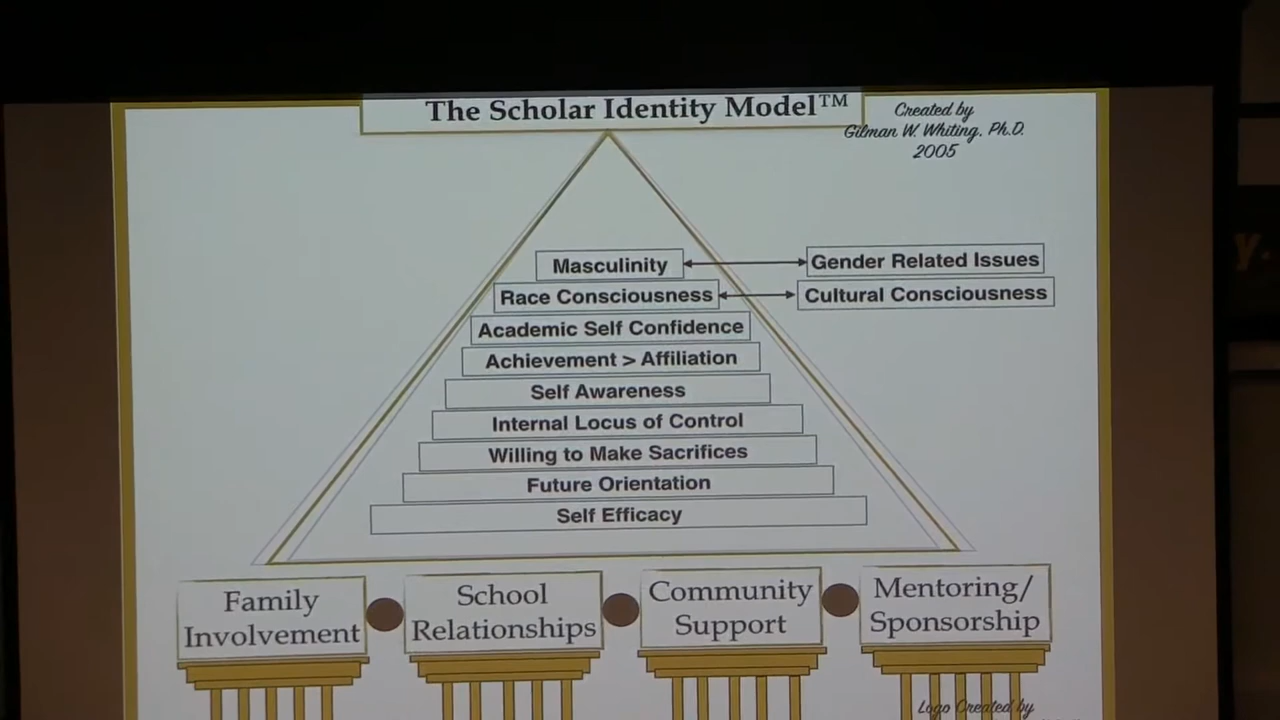 The Scholar Identity Model™
Created by
Gilman W. Whiting, Ph.D.
2005
Masculinity
Gender Related Issues
Race Consciousness
Cultural Consciousness
Academic Self Confidence
Achievement > Affiliation
Self Awareness
Internal Locus of Control
Willing to Make Sacrifices
Future Orientation
Self Efficacy
Family
Involvement
School
Relationships
Community
Support
Mentoring/
Sponsorship
Logo Created by